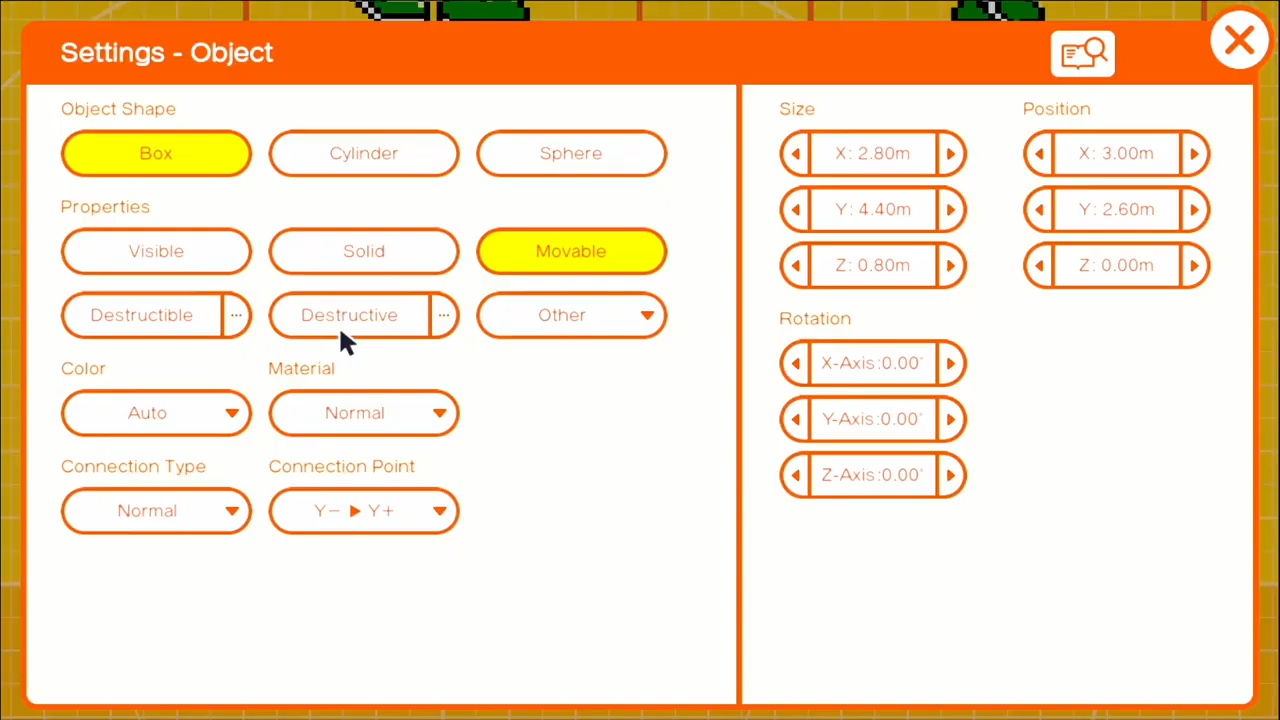 Settings - Object
Object Shape
Box
Cylinder
Sphere
Properties
Visible
Solid
Movable
Destructible
...
Destructive
...
Other
Color
Material
Auto
Normal
Connection Type
Connection Point
Normal
Y− ▶ Y+
Size
X: 2.80m
Y: 4.40m
Z: 0.80m
Position
X: 3.00m
Y: 2.60m
Z: 0.00m
Rotation
X-Axis:0.00°
Y-Axis:0.00°
Z-Axis:0.00°